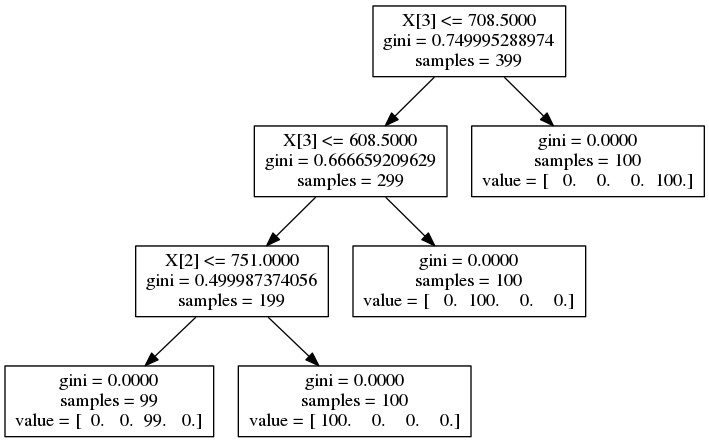 X[3] <= 708.5000
gini = 0.749995288974
samples = 399
X[3] <= 608.5000
gini = 0.666659209629
samples = 299
gini = 0.0000
samples = 100
value = [   0.    0.    0.  100.]
X[2] <= 751.0000
gini = 0.499987374056
samples = 199
gini = 0.0000
samples = 100
value = [   0.  100.    0.    0.]
gini = 0.0000
samples = 99
value = [  0.   0.  99.   0.]
gini = 0.0000
samples = 100
value = [ 100.    0.    0.    0.]